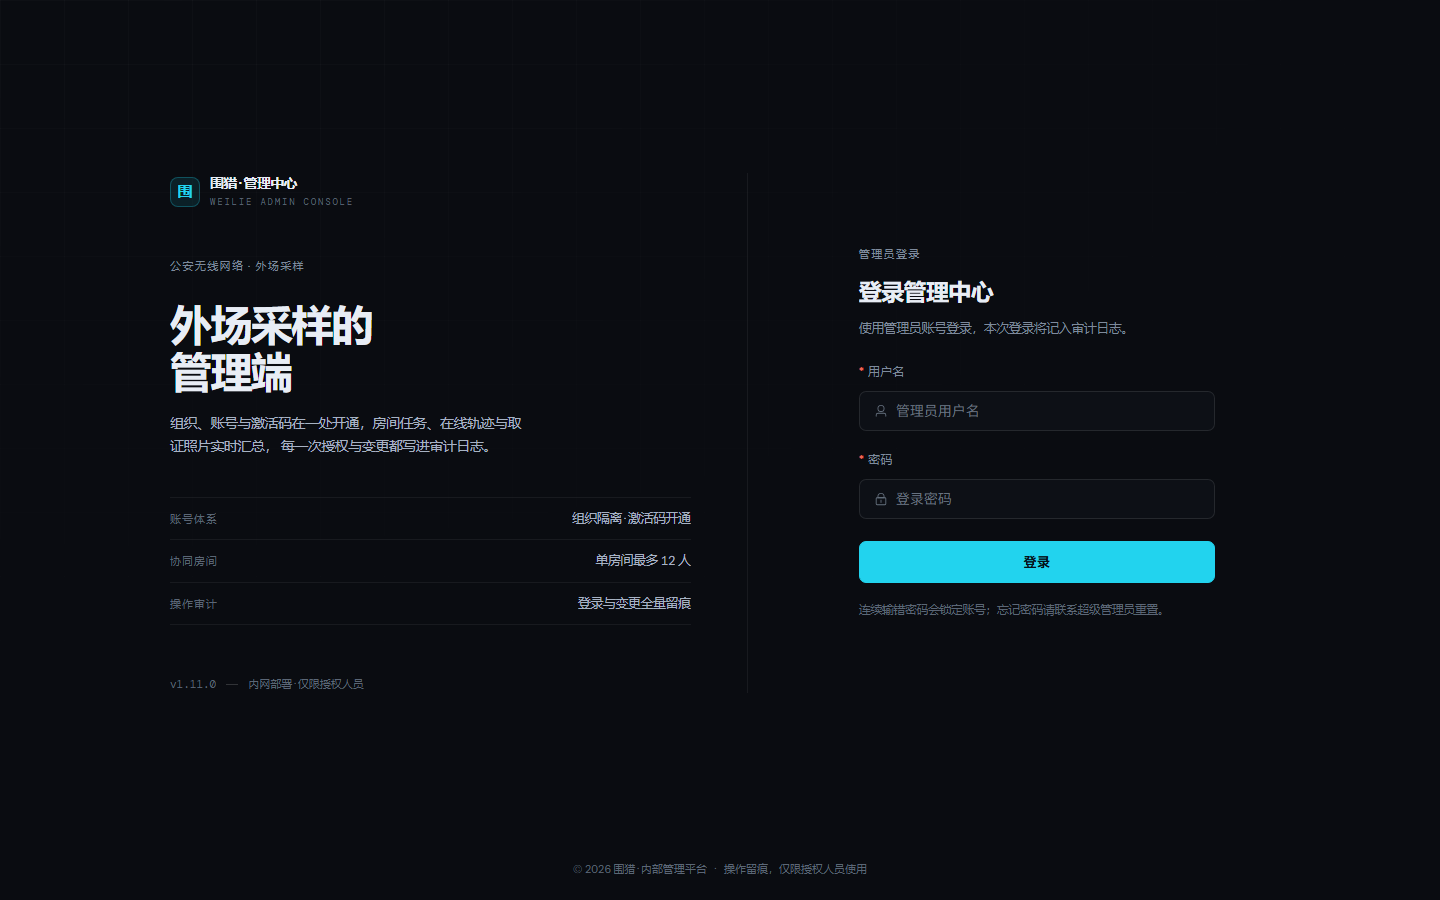 围
围猎·管理中心
WEILIE ADMIN CONSOLE
公安无线网络 · 外场采样
外场采样的
管理端
组织、账号与激活码在一处开通，房间任务、在线轨迹与取
证照片实时汇总， 每一次授权与变更都写进审计日志。
账号体系 组织隔离·激活码开通
协同房间 单房间最多 12 人
操作审计 登录与变更全量留痕
v1.11.0 — 内网部署·仅限授权人员
管理员登录
登录管理中心
使用管理员账号登录，本次登录将记入审计日志。
* 用户名
管理员用户名
* 密码
登录密码
登录
连续输错密码会锁定账号；忘记密码请联系超级管理员重置。
© 2026 围猎·内部管理平台 · 操作留痕，仅限授权人员使用